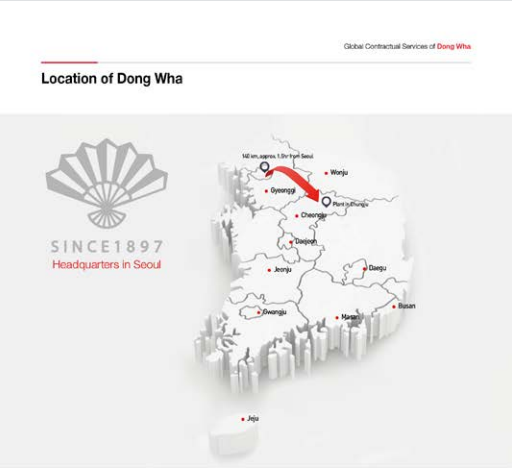 Global Contractual Services of Dong Wha
Location of Dong Wha
140 km, approx. 1.5hr from Seoul
Wonju
Gyeonggi
Plant in Chungju
Cheongju
SINCE1897
Daejeon
Headquarters in Seoul
Jeonju
Daegu
Busan
Gwangju
Masan
Jeju